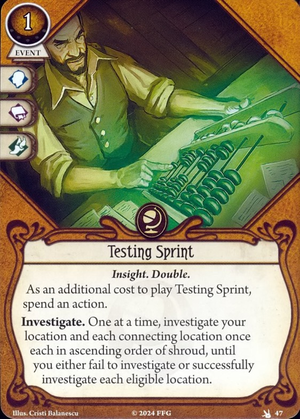 1
EVENT
Testing Sprint
Insight. Double.
As an additional cost to play Testing Sprint,
spend an action.
Investigate. One at a time, investigate your
location and each connecting location once
each in ascending order of shroud, until
you either fail to investigate or successfully
investigate each eligible location.
Illus. Cristi Balanescu
© 2024 FFG
47